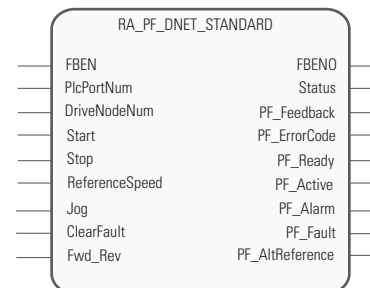 RA_PF_DNET_STANDARD
FBEN FBENO
PlcPortNum Status
DriveNodeNum PF_Feedback
Start PF_ErrorCode
Stop PF_Ready
ReferenceSpeed PF_Active
Jog PF_Alarm
ClearFault PF_Fault
Fwd_Rev PF_AltReference